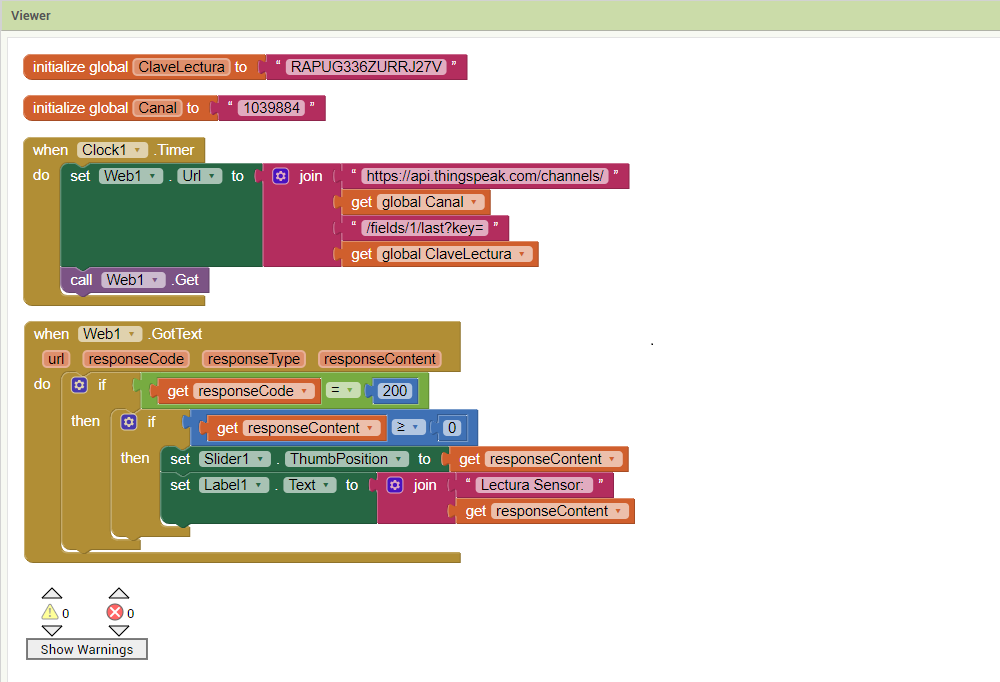 Viewer
initialize global ClaveLectura to “ RAPUG336ZURRJ27V ”
initialize global Canal to “ 1039884 ”
when Clock1 .Timer
do set Web1 . Url to join “ https://api.thingspeak.com/channels/ ”
get global Canal
“ /fields/1/last?key= ”
get global ClaveLectura
call Web1 .Get
when Web1 .GotText
url responseCode responseType responseContent
do if get responseCode = 200
then if get responseContent ≥ 0
then set Slider1 . ThumbPosition to get responseContent
set Label1 . Text to join “ Lectura Sensor: ”
get responseContent
0 0
Show Warnings